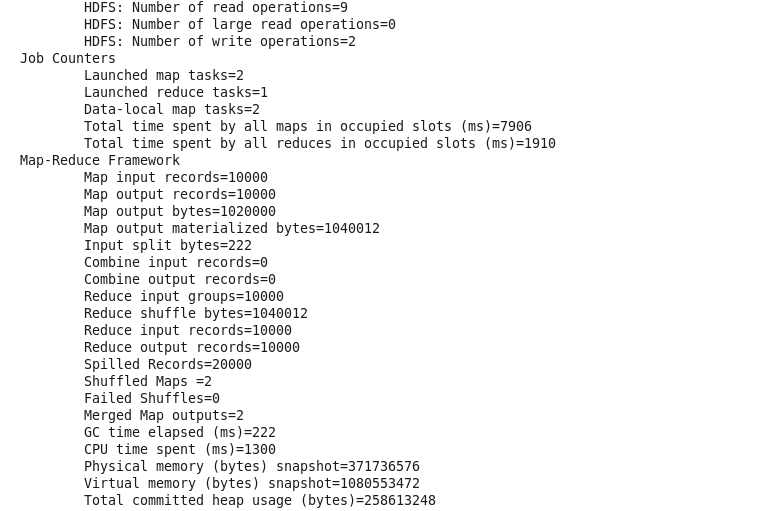 HDFS: Number of read operations=9
HDFS: Number of large read operations=0
HDFS: Number of write operations=2
Job Counters
Launched map tasks=2
Launched reduce tasks=1
Data-local map tasks=2
Total time spent by all maps in occupied slots (ms)=7906
Total time spent by all reduces in occupied slots (ms)=1910
Map-Reduce Framework
Map input records=10000
Map output records=10000
Map output bytes=1020000
Map output materialized bytes=1040012
Input split bytes=222
Combine input records=0
Combine output records=0
Reduce input groups=10000
Reduce shuffle bytes=1040012
Reduce input records=10000
Reduce output records=10000
Spilled Records=20000
Shuffled Maps =2
Failed Shuffles=0
Merged Map outputs=2
GC time elapsed (ms)=222
CPU time spent (ms)=1300
Physical memory (bytes) snapshot=371736576
Virtual memory (bytes) snapshot=1080553472
Total committed heap usage (bytes)=258613248